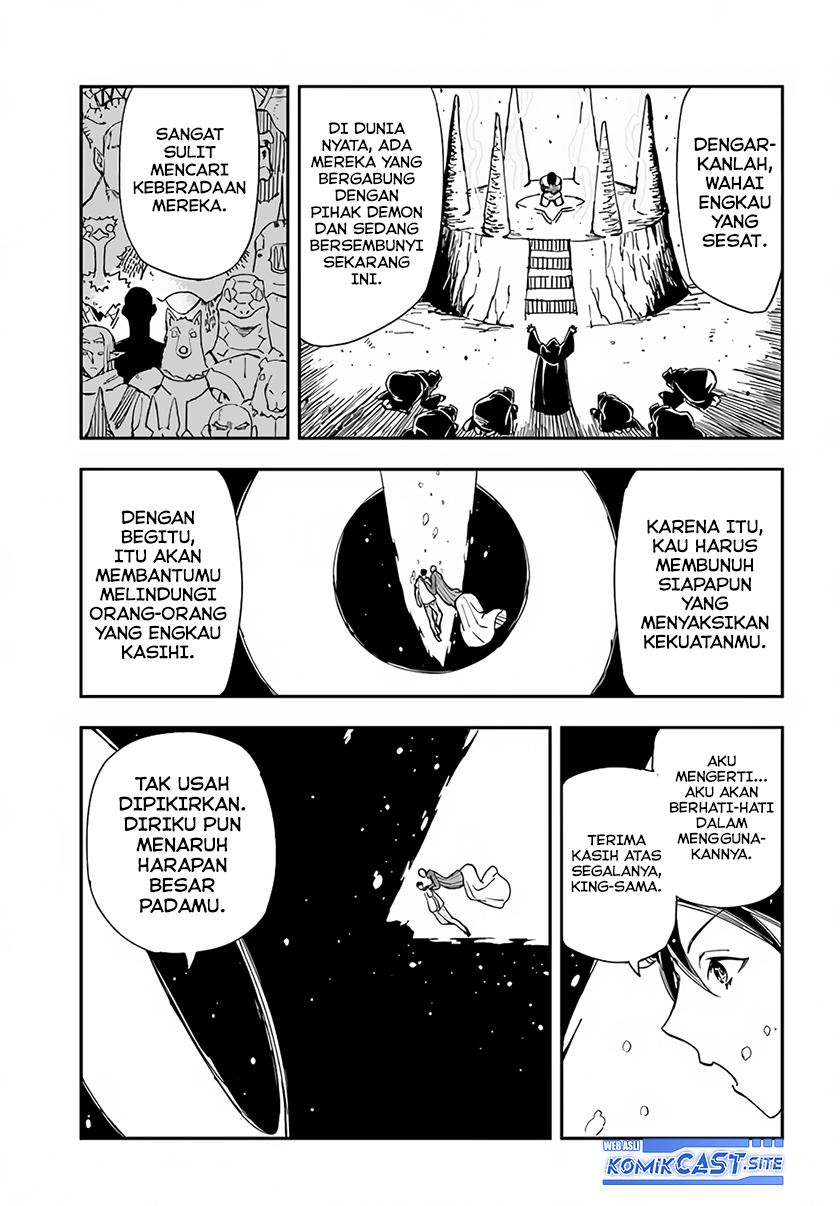 DENGAR-
KANLAH,
WAHAI
ENGKAU
YANG
SESAT.
DI DUNIA
NYATA, ADA
MEREKA YANG
BERGABUNG
DENGAN
PIHAK DEMON
DAN SEDANG
BERSEMBUNYI
SEKARANG
INI.
SANGAT
SULIT
MENCARI
KEBERADAAN
MEREKA.
KARENA ITU,
KAU HARUS
MEMBUNUH
SIAPAPUN
YANG
MENYAKSIKAN
KEKUATANMU.
DENGAN
BEGITU,
ITU AKAN
MEMBANTUMU
MELINDUNGI
ORANG-ORANG
YANG ENGKAU
KASIHI.
AKU
MENGERTI...
AKU AKAN
BERHATI-HATI
DALAM
MENGGUNA-
KANNYA.
TERIMA
KASIH ATAS
SEGALANYA,
KING-SAMA.
TAK USAH
DIPIKIRKAN.
DIRIKU PUN
MENARUH
HARAPAN
BESAR
PADAMU.
WEB ASLI
KOMIKCAST.SITE